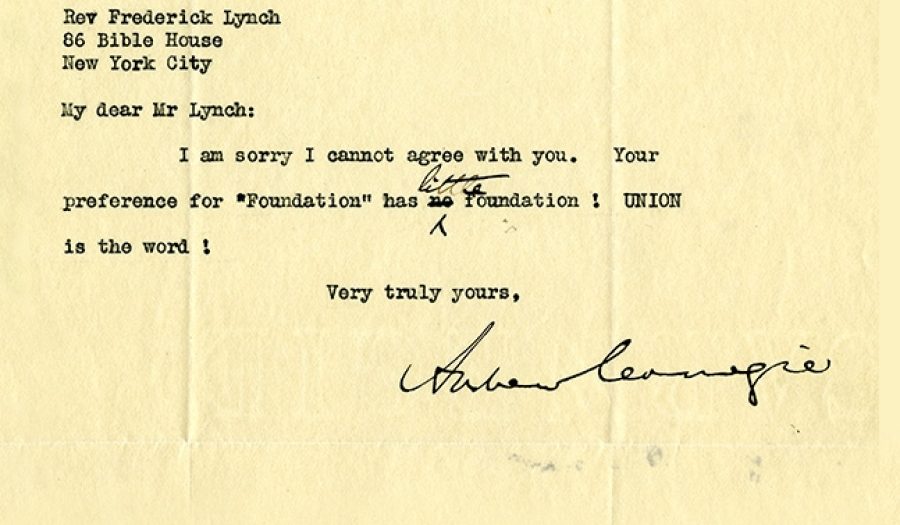 Rev Frederick Lynch
86 Bible House
New York City
My dear Mr Lynch:
I am sorry I cannot agree with you. Your
little
preference for "Foundation" has no foundation ! UNION
is the word !
Very truly yours,
Andrew Carnegie